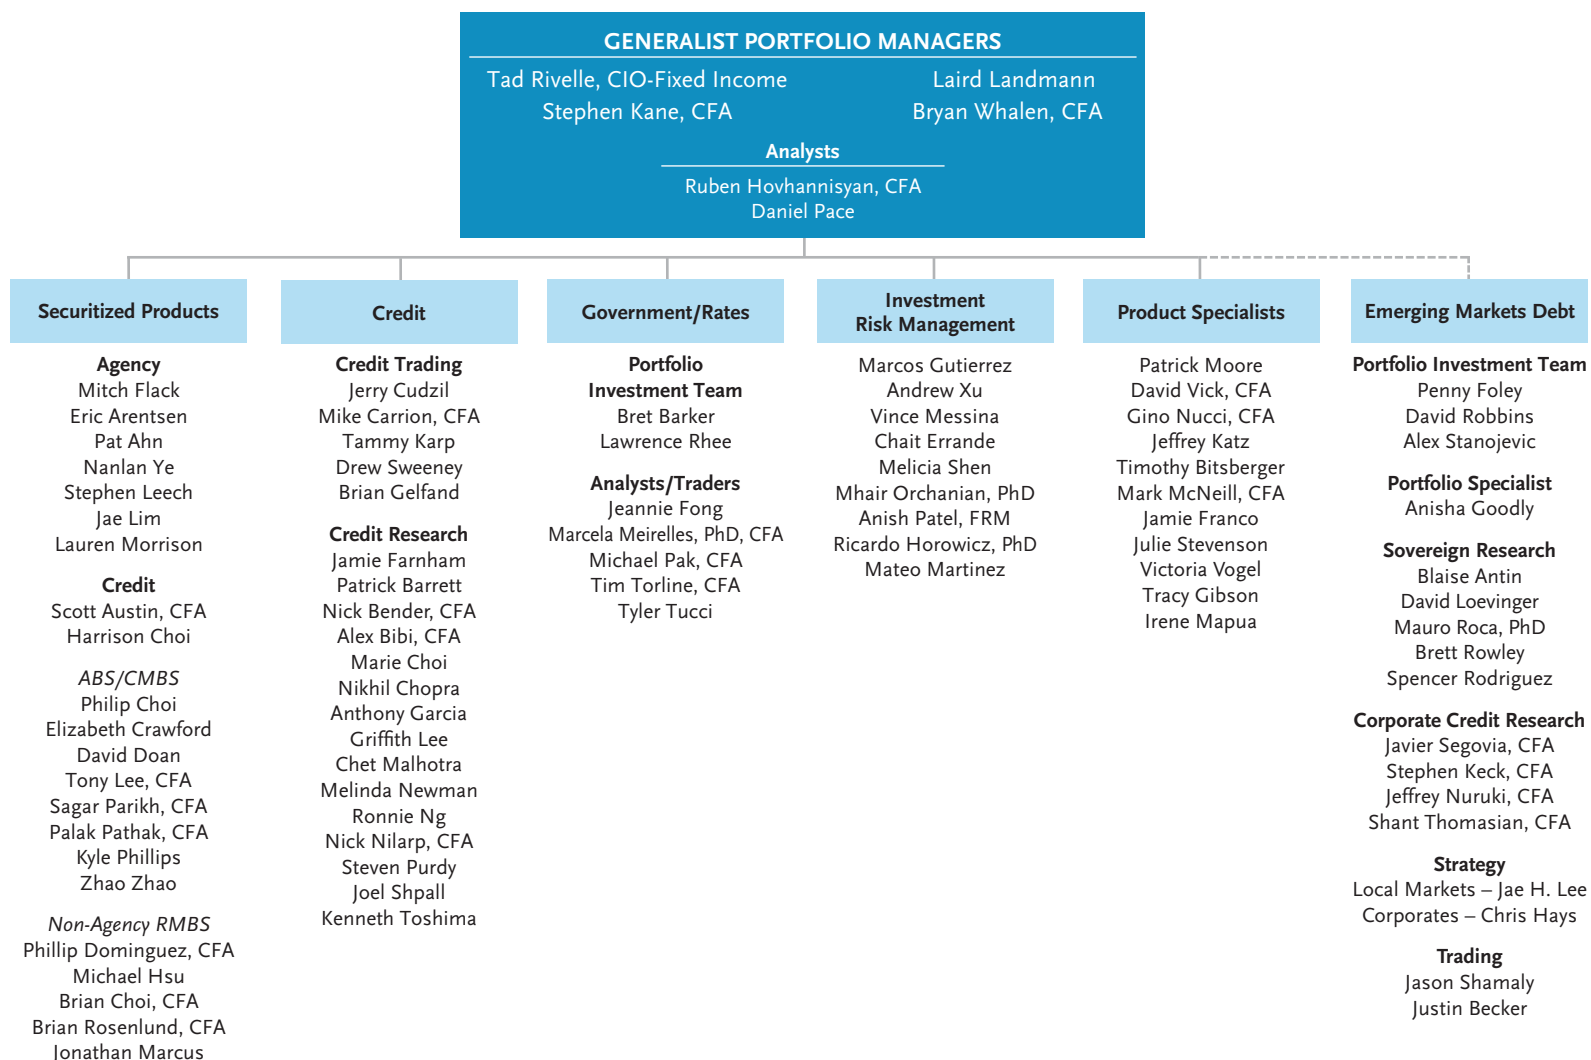 GENERALIST PORTFOLIO MANAGERS
Tad Rivelle, CIO-Fixed Income
Laird Landmann
Stephen Kane, CFA
Bryan Whalen, CFA
Analysts
Ruben Hovhannisyan, CFA
Daniel Pace
Securitized Products
Agency
Mitch Flack
Eric Arentsen
Pat Ahn
Nanlan Ye
Stephen Leech
Jae Lim
Lauren Morrison
Credit
Scott Austin, CFA
Harrison Choi
ABS/CMBS
Philip Choi
Elizabeth Crawford
David Doan
Tony Lee, CFA
Sagar Parikh, CFA
Palak Pathak, CFA
Kyle Phillips
Zhao Zhao
Non-Agency RMBS
Phillip Dominguez, CFA
Michael Hsu
Brian Choi, CFA
Brian Rosenlund, CFA
Jonathan Marcus
Credit
Credit Trading
Jerry Cudzil
Mike Carrion, CFA
Tammy Karp
Drew Sweeney
Brian Gelfand
Credit Research
Jamie Farnham
Patrick Barrett
Nick Bender, CFA
Alex Bibi, CFA
Marie Choi
Nikhil Chopra
Anthony Garcia
Griffith Lee
Chet Malhotra
Melinda Newman
Ronnie Ng
Nick Nilarp, CFA
Steven Purdy
Joel Shpall
Kenneth Toshima
Government/Rates
Portfolio
Investment Team
Bret Barker
Lawrence Rhee
Analysts/Traders
Jeannie Fong
Marcela Meirelles, PhD, CFA
Michael Pak, CFA
Tim Torline, CFA
Tyler Tucci
Investment
Risk Management
Marcos Gutierrez
Andrew Xu
Vince Messina
Chait Errande
Melicia Shen
Mhair Orchanian, PhD
Anish Patel, FRM
Ricardo Horowicz, PhD
Mateo Martinez
Product Specialists
Patrick Moore
David Vick, CFA
Gino Nucci, CFA
Jeffrey Katz
Timothy Bitsberger
Mark McNeill, CFA
Jamie Franco
Julie Stevenson
Victoria Vogel
Tracy Gibson
Irene Mapua
Emerging Markets Debt
Portfolio Investment Team
Penny Foley
David Robbins
Alex Stanojevic
Portfolio Specialist
Anisha Goodly
Sovereign Research
Blaise Antin
David Loevinger
Mauro Roca, PhD
Brett Rowley
Spencer Rodriguez
Corporate Credit Research
Javier Segovia, CFA
Stephen Keck, CFA
Jeffrey Nuruki, CFA
Shant Thomasian, CFA
Strategy
Local Markets – Jae H. Lee
Corporates – Chris Hays
Trading
Jason Shamaly
Justin Becker